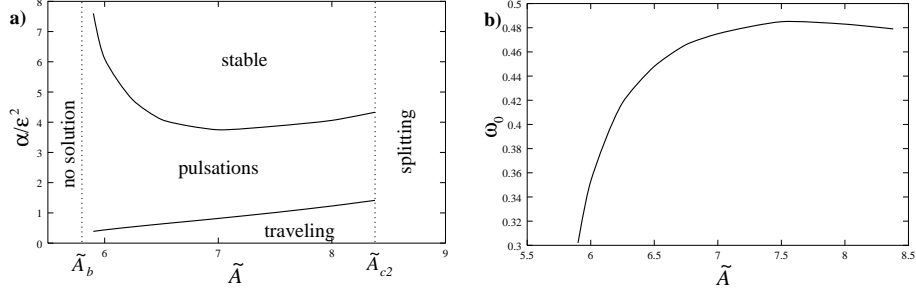 a)
8
7
6
5
4
3
2
1
0
α/ε²
no solution
stable
pulsations
traveling
splitting
6
7
8
9
Ã_b
Ã
Ã_c2
b)
0.5
0.48
0.46
0.44
0.42
0.4
0.38
0.36
0.34
0.32
0.3
ω_0
5.5
6
6.5
7
7.5
8
8.5
Ã